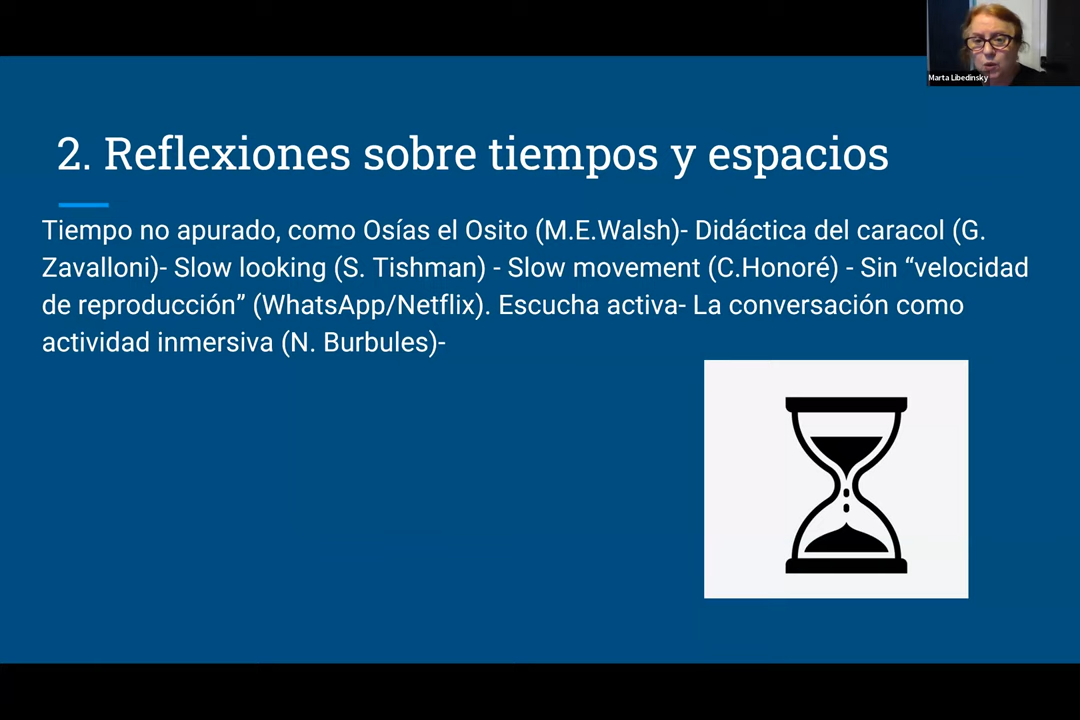 Marta Libedinsky
2. Reflexiones sobre tiempos y espacios
Tiempo no apurado, como Osías el Osito (M.E.Walsh)- Didáctica del caracol (G.
Zavalloni)- Slow looking (S. Tishman) - Slow movement (C.Honoré) - Sin “velocidad
de reproducción” (WhatsApp/Netflix). Escucha activa- La conversación como
actividad inmersiva (N. Burbules)-